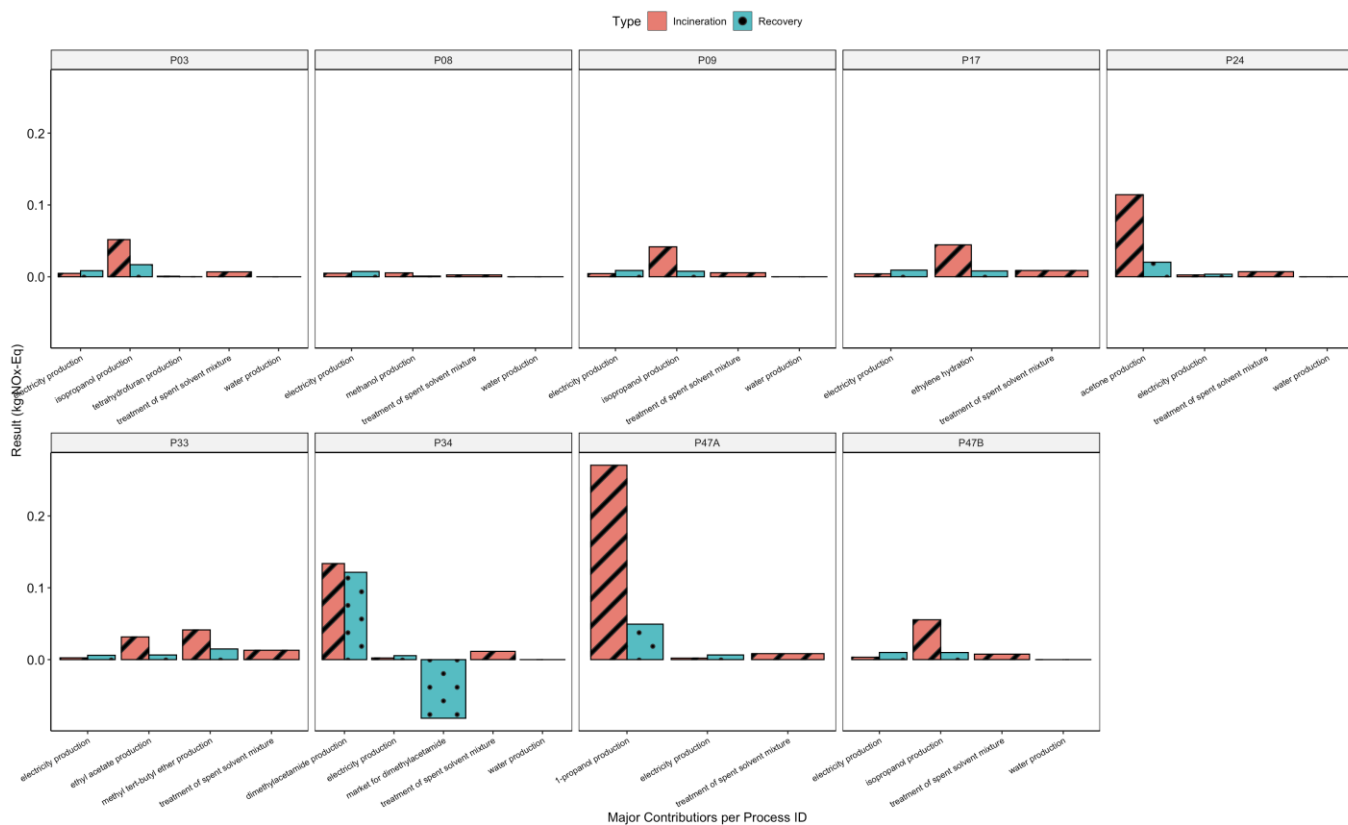 Type Incineration Recovery
P03 P08 P09 P17 P24
0.2
0.1
0.0
electricity production
isopropanol production
tetrahydrofuran production
treatment of spent solvent mixture
water production
electricity production
methanol production
treatment of spent solvent mixture
water production
electricity production
isopropanol production
treatment of spent solvent mixture
water production
electricity production
ethylene hydration
treatment of spent solvent mixture
acetone production
electricity production
treatment of spent solvent mixture
water production
Result (kg NOx-Eq)
P33 P34 P47A P47B
0.2
0.1
0.0
electricity production
ethyl acetate production
methyl tert-butyl ether production
treatment of spent solvent mixture
dimethylacetamide production
electricity production
market for dimethylacetamide
treatment of spent solvent mixture
water production
1-propanol production
electricity production
treatment of spent solvent mixture
electricity production
isopropanol production
treatment of spent solvent mixture
water production
Major Contributiors per Process ID